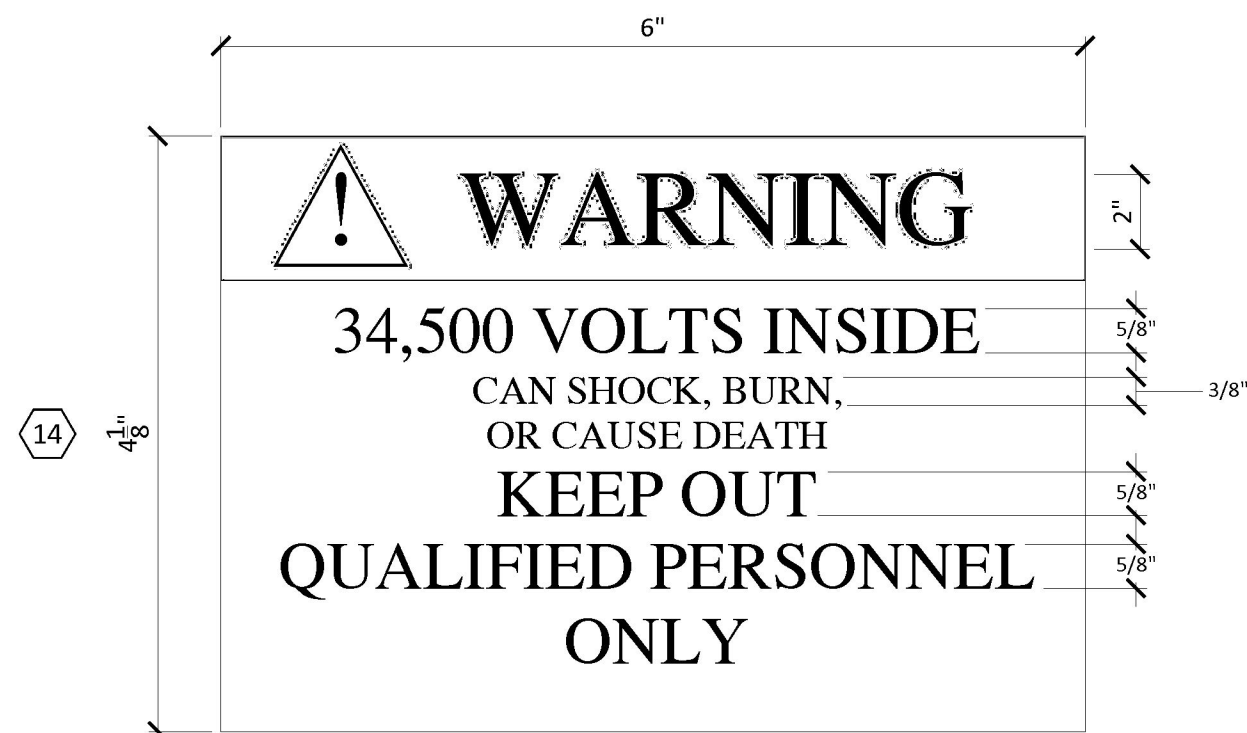 6"
! WARNING
2"
34,500 VOLTS INSIDE
5/8"
CAN SHOCK, BURN,
3/8"
14
4 1/8"
OR CAUSE DEATH
KEEP OUT
5/8"
QUALIFIED PERSONNEL
5/8"
ONLY